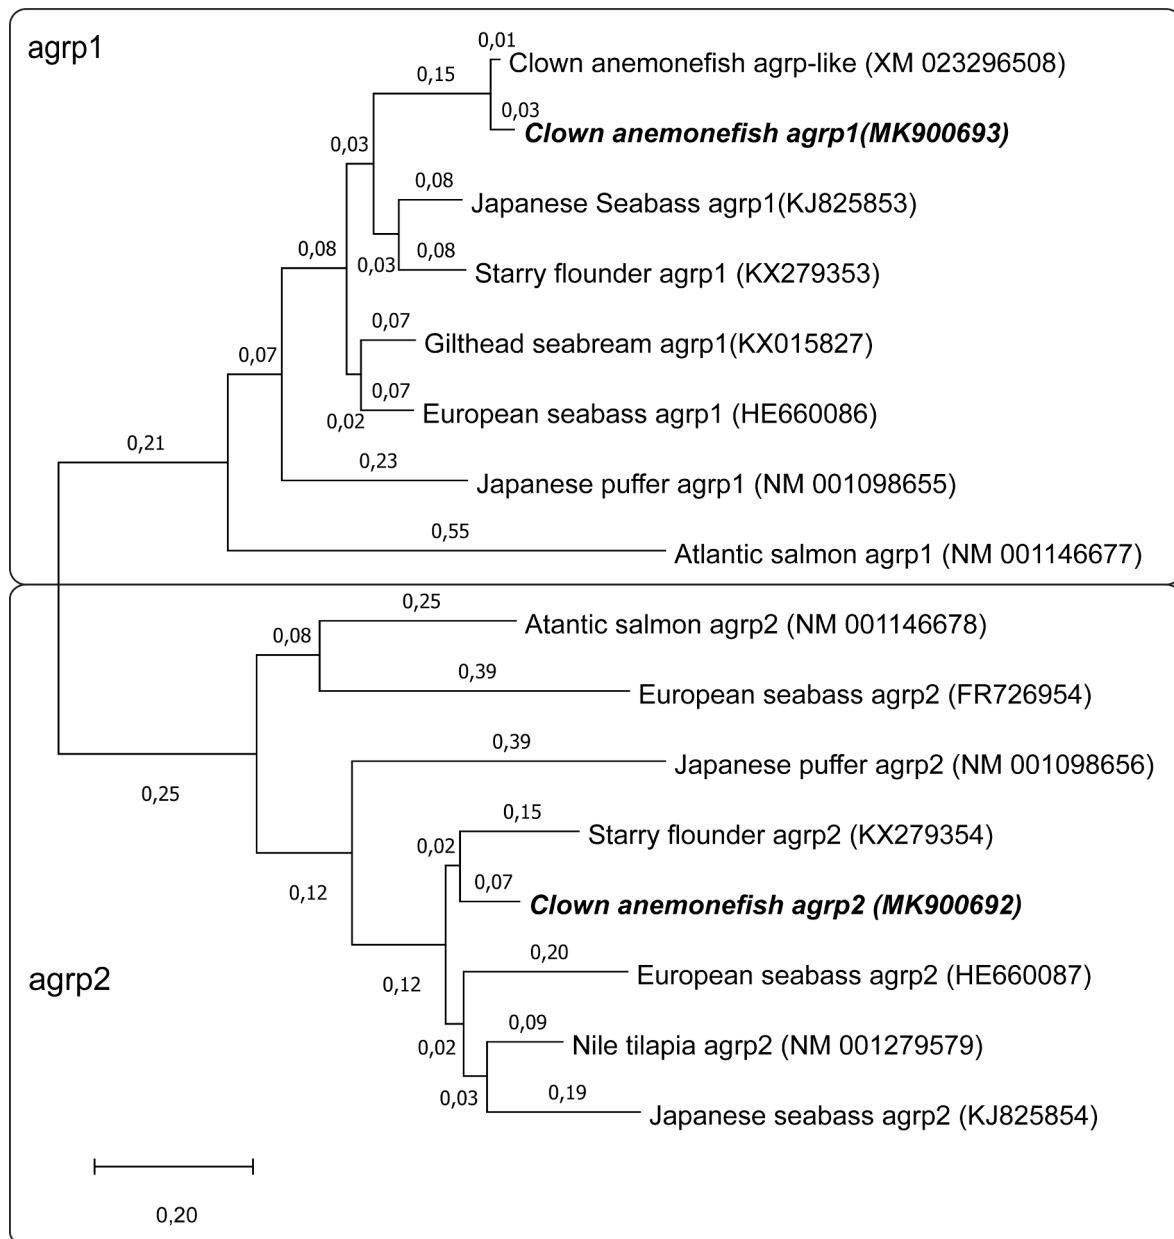 agrp1
0,01
Clown anemonefish agrp-like (XM 023296508)
0,15
0,03
Clown anemonefish agrp1(MK900693)
0,03
0,08
Japanese Seabass agrp1(KJ825853)
0,08
0,03
0,08
Starry flounder agrp1 (KX279353)
0,07
Gilthead seabream agrp1(KX015827)
0,07
0,07
European seabass agrp1 (HE660086)
0,02
0,21
0,23
Japanese puffer agrp1 (NM 001098655)
0,55
Atlantic salmon agrp1 (NM 001146677)
0,25
Atantic salmon agrp2 (NM 001146678)
0,08
0,39
European seabass agrp2 (FR726954)
0,39
Japanese puffer agrp2 (NM 001098656)
0,25
0,15
Starry flounder agrp2 (KX279354)
0,02
0,07
Clown anemonefish agrp2 (MK900692)
0,12
0,20
European seabass agrp2 (HE660087)
agrp2
0,12
0,09
Nile tilapia agrp2 (NM 001279579)
0,02
0,03
0,19
Japanese seabass agrp2 (KJ825854)
0,20